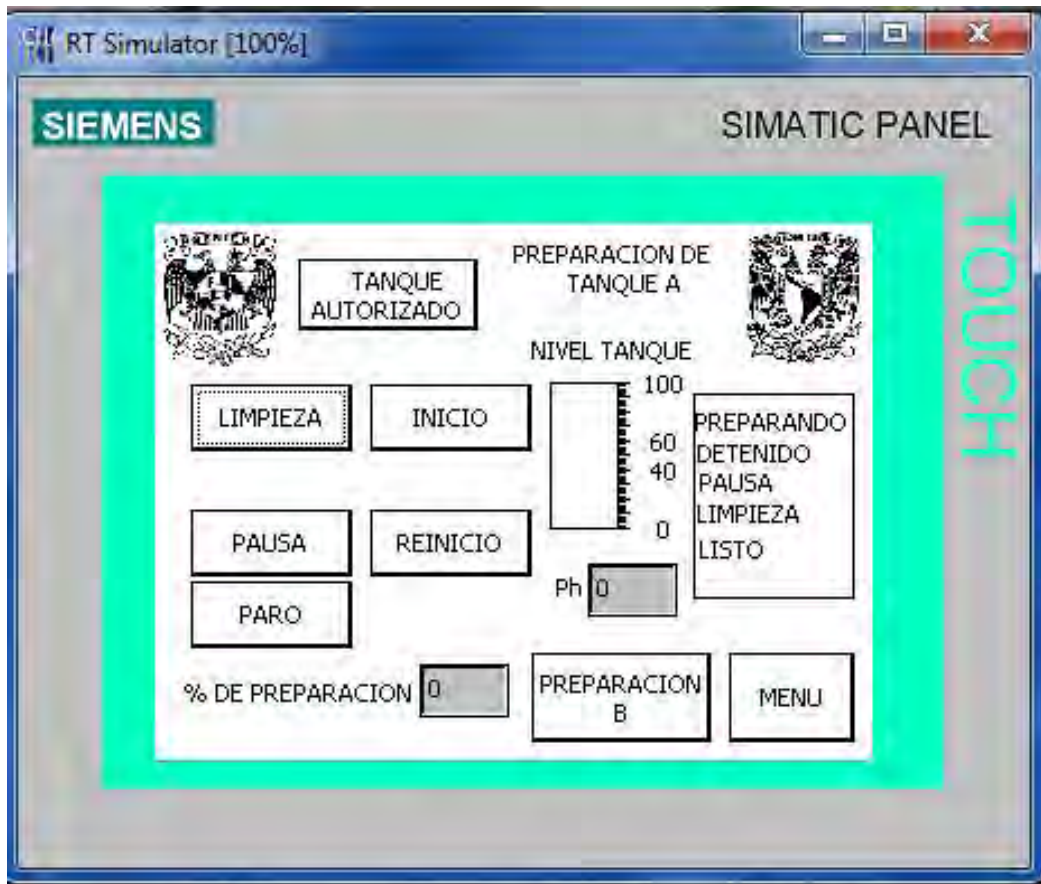 RT Simulator [100%]
SIEMENS
SIMATIC PANEL
TOUCH
TANQUE
AUTORIZADO
PREPARACION DE
TANQUE A
NIVEL TANQUE
100
60
40
0
LIMPIEZA
INICIO
PREPARANDO
DETENIDO
PAUSA
LIMPIEZA
LISTO
PAUSA
REINICIO
Ph 0
PARO
% DE PREPARACION 0
PREPARACION
B
MENU